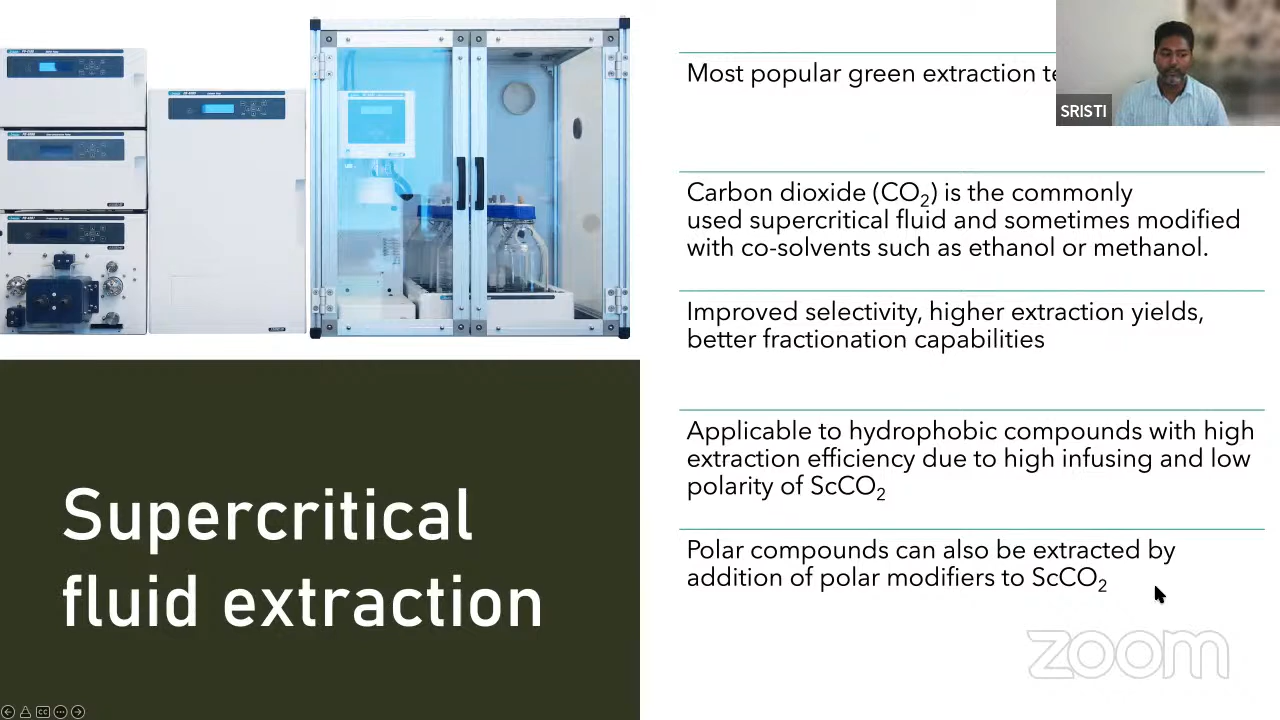 Most popular green extraction
SRISTI
Carbon dioxide (CO₂) is the commonly
used supercritical fluid and sometimes modified
with co-solvents such as ethanol or methanol.
Improved selectivity, higher extraction yields,
better fractionation capabilities
Applicable to hydrophobic compounds with high
extraction efficiency due to high infusing and low
polarity of ScCO₂
Polar compounds can also be extracted by
addition of polar modifiers to ScCO₂
Supercritical
fluid extraction
zoom